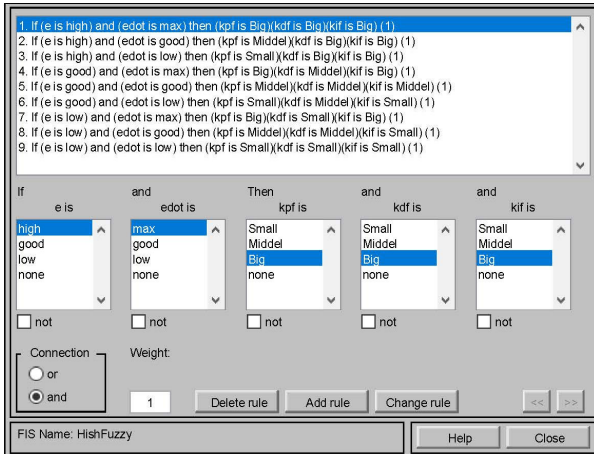 1. If (e is high) and (edot is max) then (kpf is Big)(kdf is Big)(kif is Big) (1)
2. If (e is high) and (edot is good) then (kpf is Middel)(kdf is Big)(kif is Big) (1)
3. If (e is high) and (edot is low) then (kpf is Small)(kdf is Big)(kif is Big) (1)
4. If (e is good) and (edot is max) then (kpf is Big)(kdf is Middel)(kif is Big) (1)
5. If (e is good) and (edot is good) then (kpf is Middel)(kdf is Middel)(kif is Middel) (1)
6. If (e is good) and (edot is low) then (kpf is Small)(kdf is Middel)(kif is Small) (1)
7. If (e is low) and (edot is max) then (kpf is Big)(kdf is Small)(kif is Big) (1)
8. If (e is low) and (edot is good) then (kpf is Middel)(kdf is Middel)(kif is Small) (1)
9. If (e is low) and (edot is low) then (kpf is Small)(kdf is Small)(kif is Small) (1)
If and Then and and
e is edot is kpf is kdf is kif is
high max Small Small Small
good good Middel Middel Middel
low low Big Big Big
none none none none none
not not not not not
Connection Weight:
or
and 1 Delete rule Add rule Change rule << >>
FIS Name: HishFuzzy Help Close